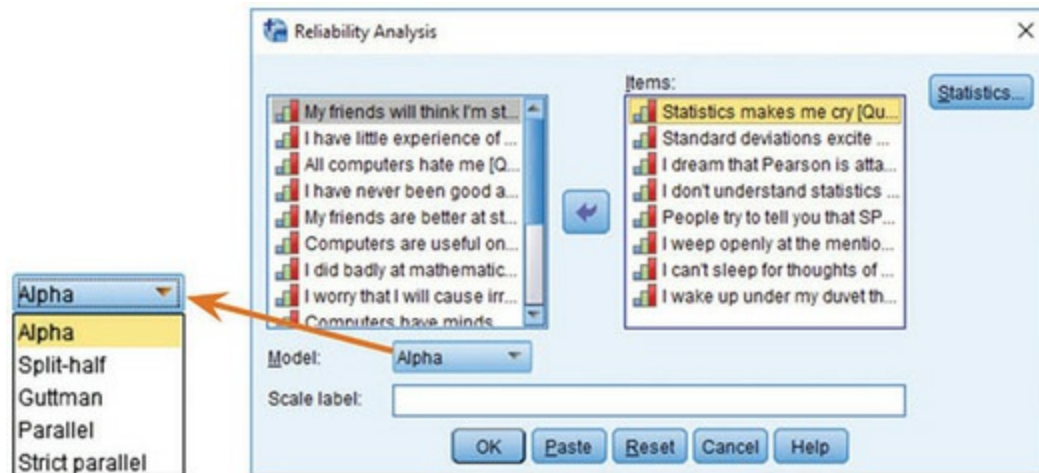 Reliability Analysis
Items:
Statistics...
My friends will think I'm st...
I have little experience of ...
All computers hate me [Q...
I have never been good a...
My friends are better at st...
Computers are useful on...
I did badly at mathematic...
I worry that I will cause irr...
Computers have minds
Statistics makes me cry [Qu...
Standard deviations excite ...
I dream that Pearson is atta...
I don't understand statistics ...
People try to tell you that SP...
I weep openly at the mentio...
I can't sleep for thoughts of ...
I wake up under my duvet th...
Model:
Alpha
Scale label:
OK
Paste
Reset
Cancel
Help
Alpha
Alpha
Split-half
Guttman
Parallel
Strict parallel